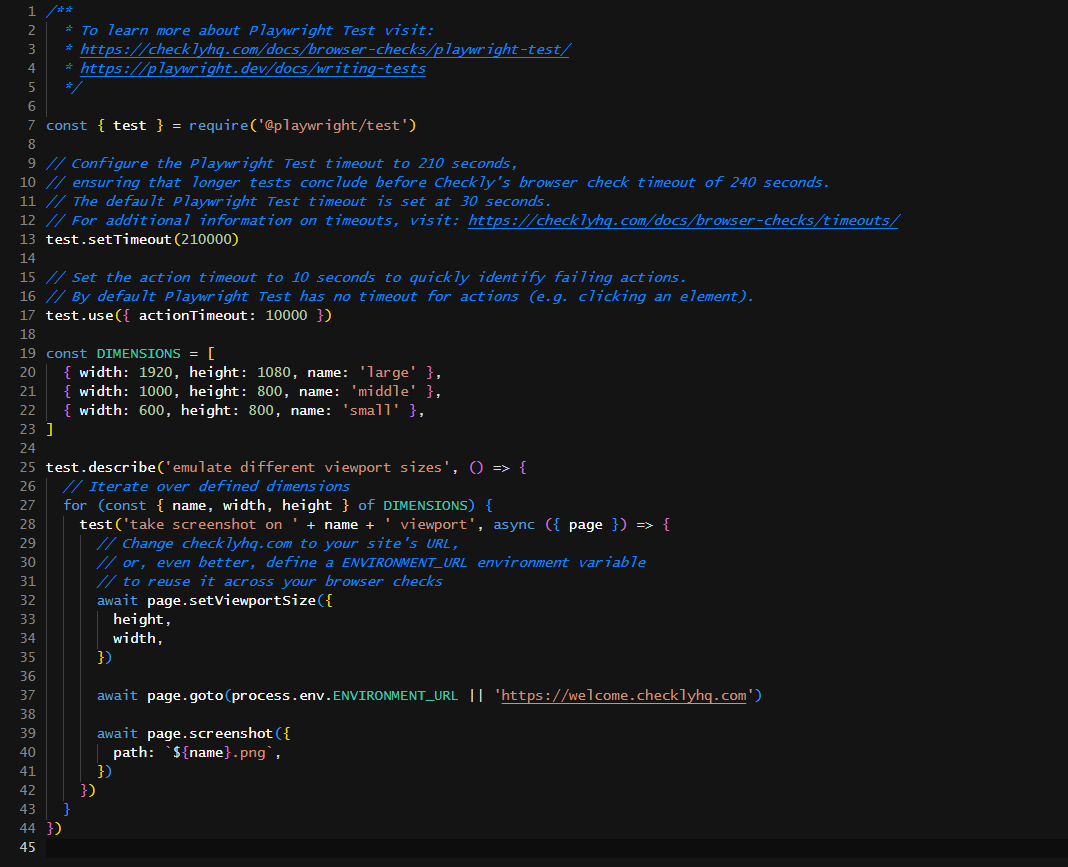 1 /**
2   * To learn more about Playwright Test visit:
3   * https://checklyhq.com/docs/browser-checks/playwright-test/
4   * https://playwright.dev/docs/writing-tests
5   */
6
7 const { test } = require('@playwright/test')
8
9 // Configure the Playwright Test timeout to 210 seconds,
10 // ensuring that longer tests conclude before Checkly's browser check timeout of 240 seconds.
11 // The default Playwright Test timeout is set at 30 seconds.
12 // For additional information on timeouts, visit: https://checklyhq.com/docs/browser-checks/timeouts/
13 test.setTimeout(210000)
14
15 // Set the action timeout to 10 seconds to quickly identify failing actions.
16 // By default Playwright Test has no timeout for actions (e.g. clicking an element).
17 test.use({ actionTimeout: 10000 })
18
19 const DIMENSIONS = [
20   { width: 1920, height: 1080, name: 'large' },
21   { width: 1000, height: 800, name: 'middle' },
22   { width: 600, height: 800, name: 'small' },
23 ]
24
25 test.describe('emulate different viewport sizes', () => {
26   // Iterate over defined dimensions
27   for (const { name, width, height } of DIMENSIONS) {
28     test('take screenshot on ' + name + ' viewport', async ({ page }) => {
29       // Change checklyhq.com to your site's URL,
30       // or, even better, define a ENVIRONMENT_URL environment variable
31       // to reuse it across your browser checks
32       await page.setViewportSize({
33         height,
34         width,
35       })
36
37       await page.goto(process.env.ENVIRONMENT_URL || 'https://welcome.checklyhq.com')
38
39       await page.screenshot({
40         path: `${name}.png`,
41       })
42     })
43   }
44 })
45